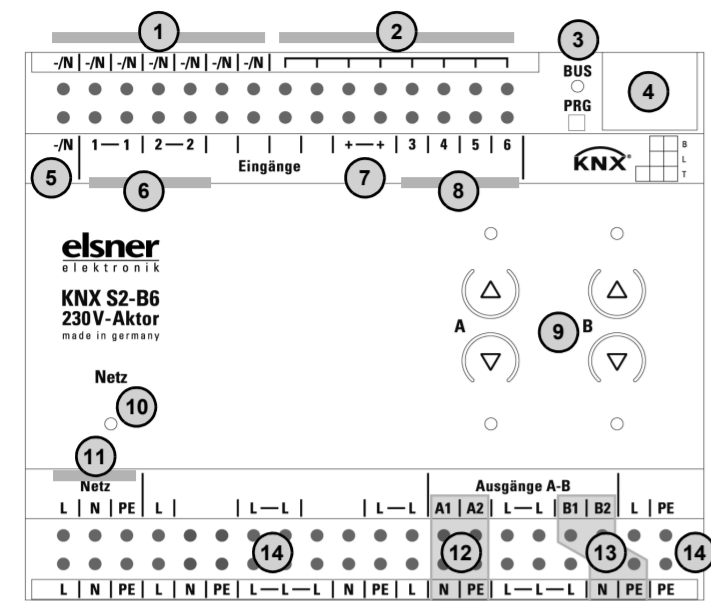 1 2 3
-/N | -/N | -/N | -/N | -/N | -/N | -/N
BUS
4
PRG
-/N | 1 — 1 | 2 — 2 | | | | + — + | 3 | 4 | 5 | 6
Eingänge
KNX®
B
L
T
5 6 7 8
elsner
elektronik
KNX S2-B6
230V-Aktor
made in germany
A 9 B
Netz
10
11
Netz
Ausgänge A-B
L | N | PE | L | | L—L | | L—L | A1 | A2 | L—L | B1 | B2 | L | PE
14 12 13 14
L | N | PE | L | N | PE | L—L—L | N | PE | L | N | PE | L—L—L | N | PE | PE